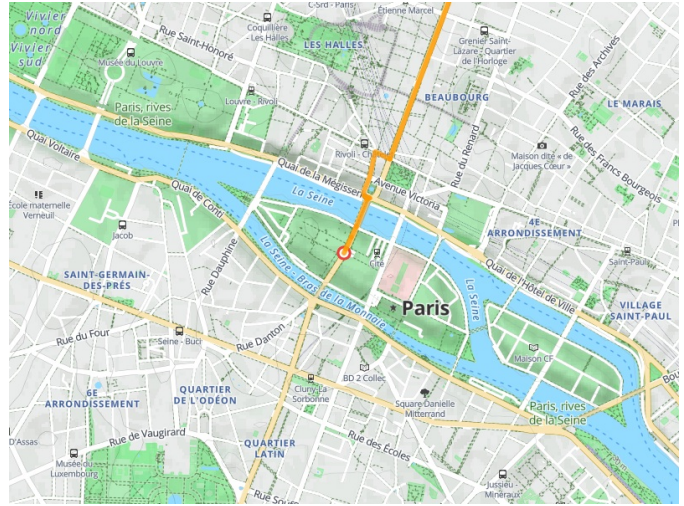 C-Srd - Paris
Étienne Marcel
Vivier
nord
Vivier
sud
Coquillière
- Les Halles
Rue Saint-Honoré
LES HALLES
Grenier Saint-
Lazare - Quartier
de l'Horloge
Musée du Louvre
Rue des Archives
Louvre - Rivoli
BEAUBOURG
LE MARAIS
Paris, rives
de la Seine
Quai Voltaire
Rivoli - Ch
Rue du Renard
Maison dite « de
Jacques Cœur »
Rue des Francs Bourgeois
Quai de la Mégisserie
Avenue Victoria
Quai de Conti
La Seine
École maternelle
Verneuil
Jacob
4E
ARRONDISSEMENT
Rue Dauphine
Cité
Saint-Paul
SAINT-GERMAIN-
DES-PRÉS
La Seine - Bras de la Monnaie
La Seine
Quai de l'Hôtel de Ville
Paris
VILLAGE
SAINT-PAUL
Rue du Four
Seine - Buci
Rue Danton
Maison CF
BD 2 Collec
6E
ARRONDISSEMENT
QUARTIER
DE L'ODÉON
Cluny-La
Sorbonne
Square Danielle
Mitterrand
Paris, rives
de la Seine
Bou
D'Assas
Rue de Vaugirard
QUARTIER
LATIN
Rue des Écoles
Musée du
Luxembourg
Jussieu
Minéraux
Paris